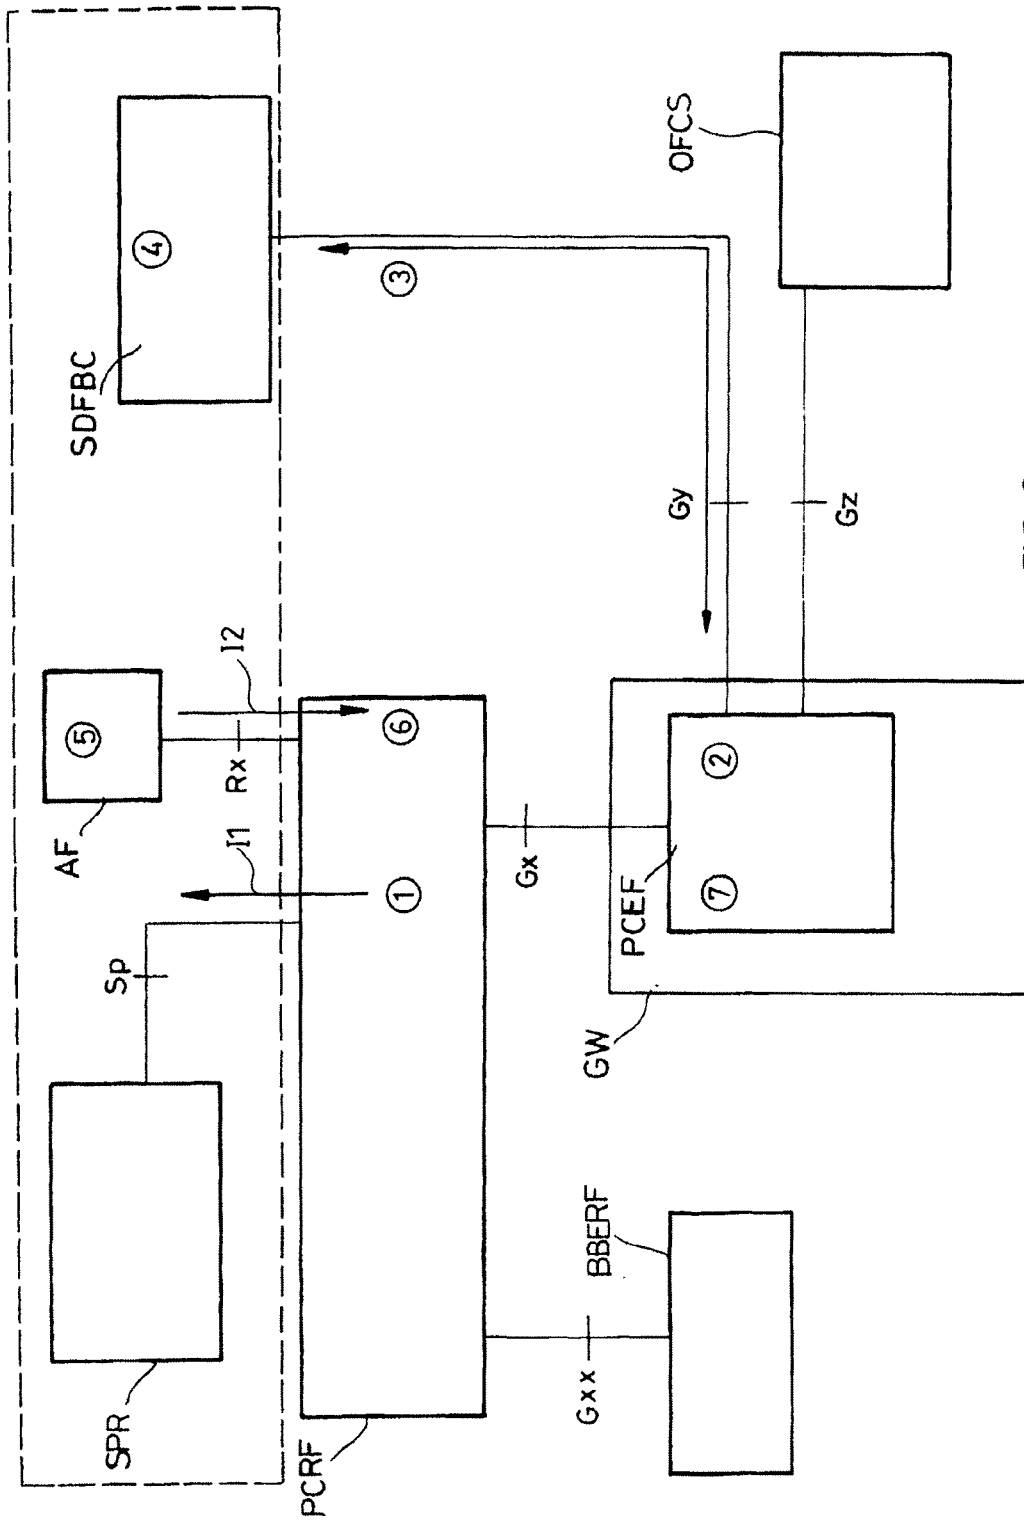 SPR
Sp
AF
5
I1
Rx
I2
SDFBC
4
PCRF
1
6
3
Gxx
BBERF
Gx
GW
PCEF
7
2
Gy
Gz
OFCS